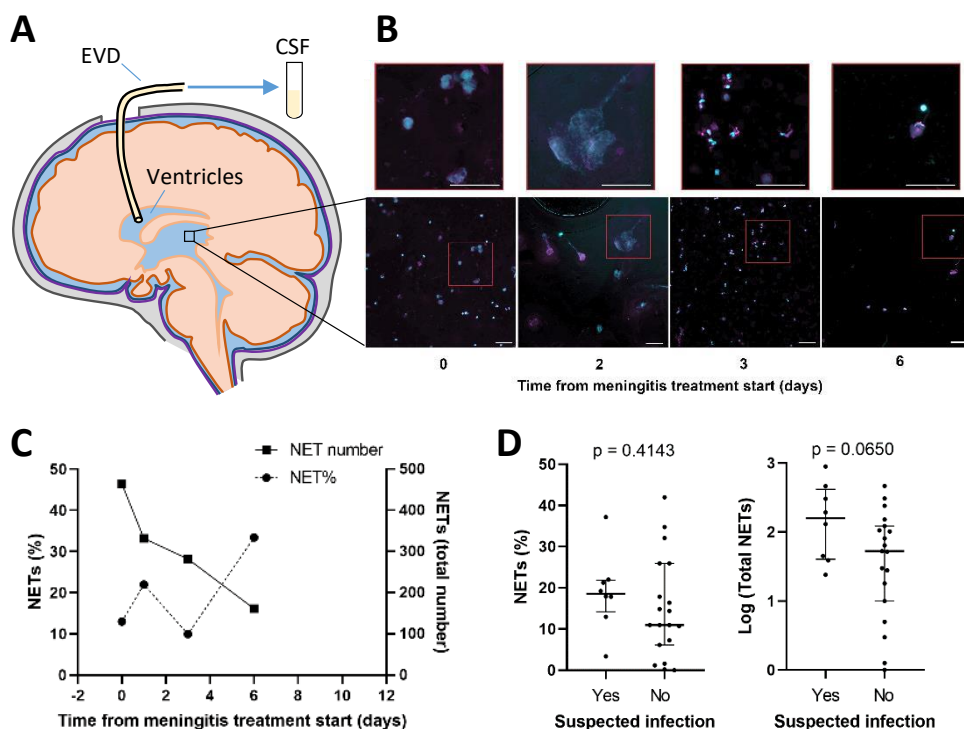 A
EVD
CSF
Ventricles
B
0
2
3
6
Time from meningitis treatment start (days)
C
NET number
NET%
50
40
30
20
10
0
NETs (%)
500
400
300
200
100
0
NETs (total number)
-2
0
2
4
6
8
10
12
Time from meningitis treatment start (days)
D
p = 0.4143
50
40
30
20
10
0
NETs (%)
Yes
No
Suspected infection
p = 0.0650
3
2
1
0
Log (Total NETs)
Yes
No
Suspected infection